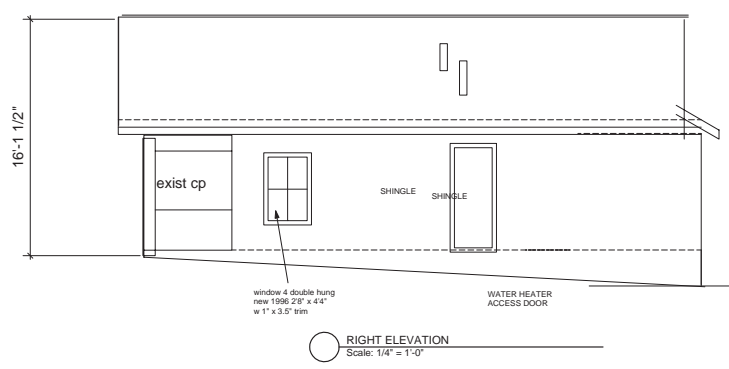 16'-1 1/2"
exist cp
SHINGLE
SHINGLE
window 4 double hung
new 1996 2'8" x 4'4"
w 1" x 3.5" trim
WATER HEATER
ACCESS DOOR
RIGHT ELEVATION
Scale: 1/4" = 1'-0"